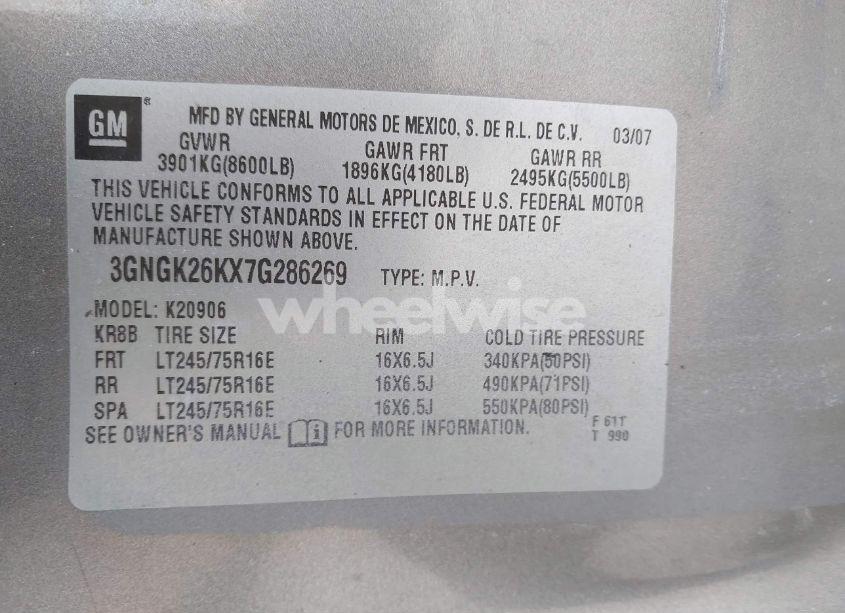 GM ®
MFD BY GENERAL MOTORS DE MEXICO, S. DE R.L. DE C.V. 03/07
GVWR GAWR FRT GAWR RR
3901KG(8600LB) 1896KG(4180LB) 2495KG(5500LB)
THIS VEHICLE CONFORMS TO ALL APPLICABLE U.S. FEDERAL MOTOR
VEHICLE SAFETY STANDARDS IN EFFECT ON THE DATE OF
MANUFACTURE SHOWN ABOVE.
3GNGK26KX7G286269 TYPE: M.P.V.
wheelwise
MODEL: K20906
KR8B TIRE SIZE RIM COLD TIRE PRESSURE
FRT LT245/75R16E 16X6.5J 340KPA(50PSI)
RR LT245/75R16E 16X6.5J 490KPA(71PSI)
SPA LT245/75R16E 16X6.5J 550KPA(80PSI)
SEE OWNER'S MANUAL i FOR MORE INFORMATION.
F 61T
T 990